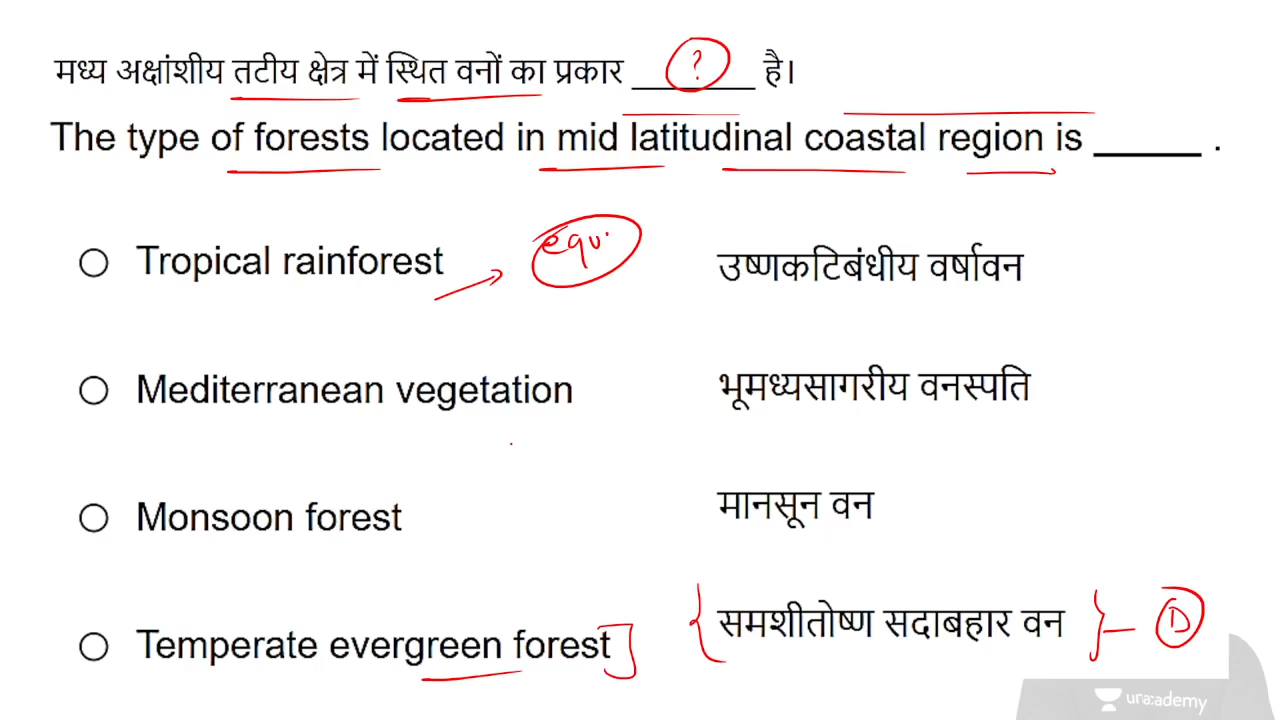 मध्य अक्षांशीय तटीय क्षेत्र में स्थित वनों का प्रकार ______ है।
?
The type of forests located in mid latitudinal coastal region is _____ .
Tropical rainforest equ. उष्णकटिबंधीय वर्षावन
Mediterranean vegetation भूमध्यसागरीय वनस्पति
Monsoon forest मानसून वन
Temperate evergreen forest समशीतोष्ण सदाबहार वन D
unacademy